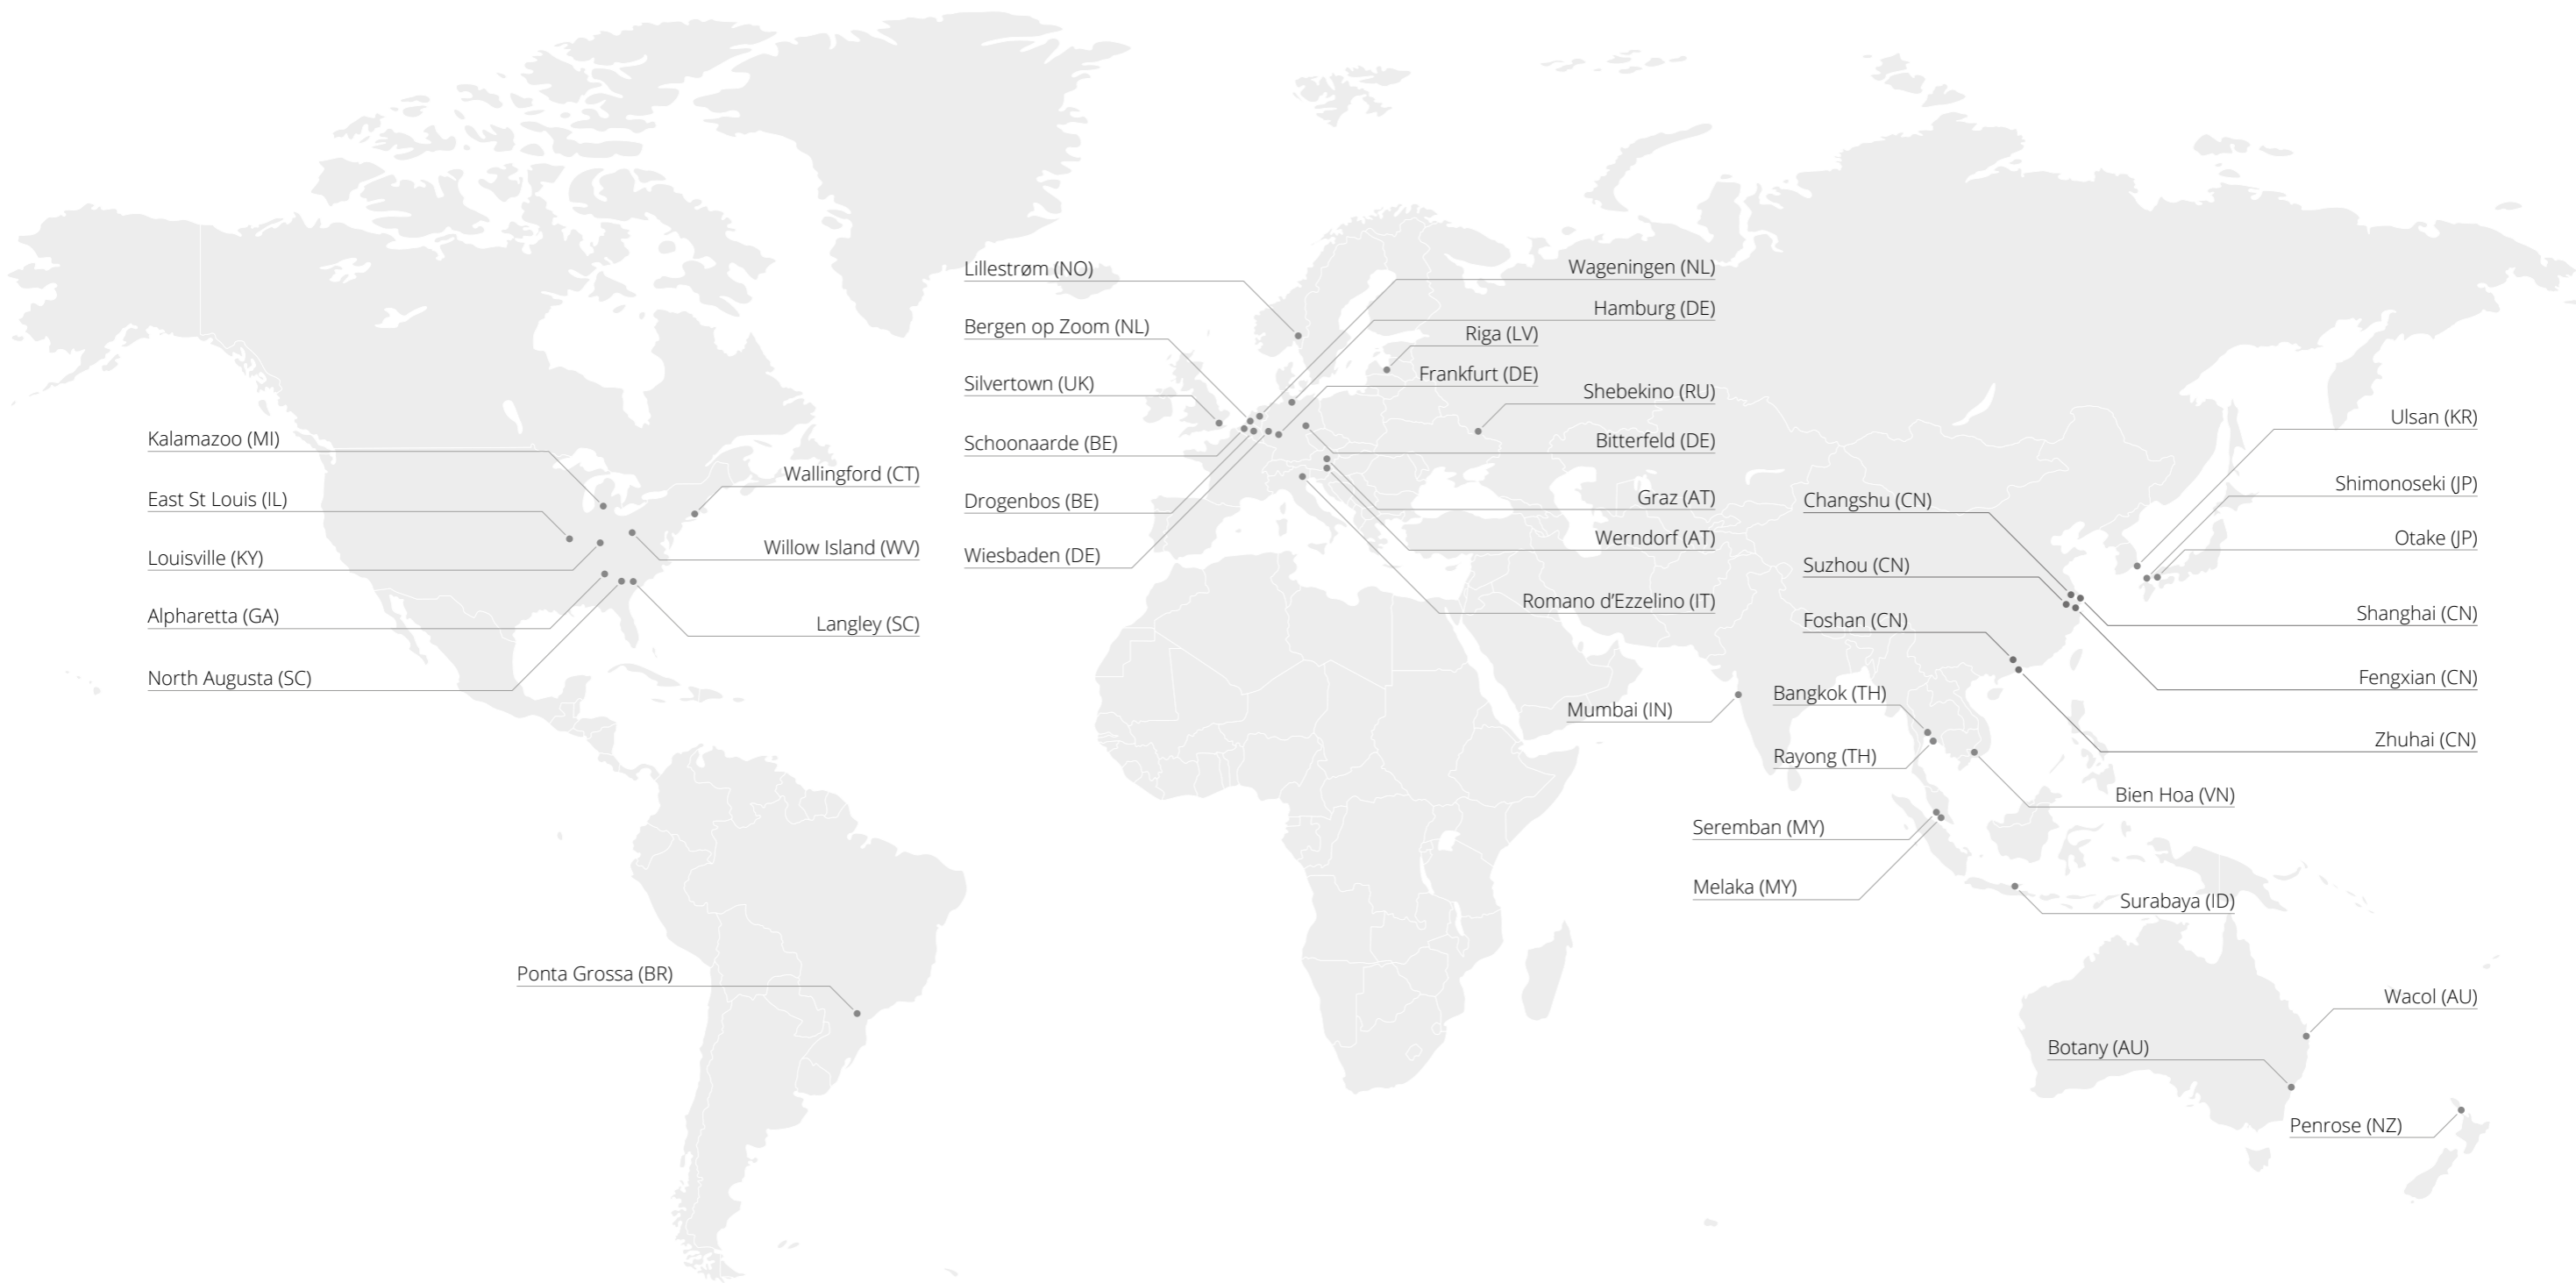 Lillestrøm (NO)
Bergen op Zoom (NL)
Silvertown (UK)
Schoonaarde (BE)
Drogenbos (BE)
Wiesbaden (DE)
Wageningen (NL)
Hamburg (DE)
Riga (LV)
Frankfurt (DE)
Shebekino (RU)
Bitterfeld (DE)
Graz (AT)
Werndorf (AT)
Romano d’Ezzelino (IT)
Kalamazoo (MI)
East St Louis (IL)
Louisville (KY)
Alpharetta (GA)
North Augusta (SC)
Wallingford (CT)
Willow Island (WV)
Langley (SC)
Ponta Grossa (BR)
Changshu (CN)
Suzhou (CN)
Foshan (CN)
Mumbai (IN)
Bangkok (TH)
Rayong (TH)
Seremban (MY)
Melaka (MY)
Ulsan (KR)
Shimonoseki (JP)
Otake (JP)
Shanghai (CN)
Fengxian (CN)
Zhuhai (CN)
Bien Hoa (VN)
Surabaya (ID)
Wacol (AU)
Botany (AU)
Penrose (NZ)